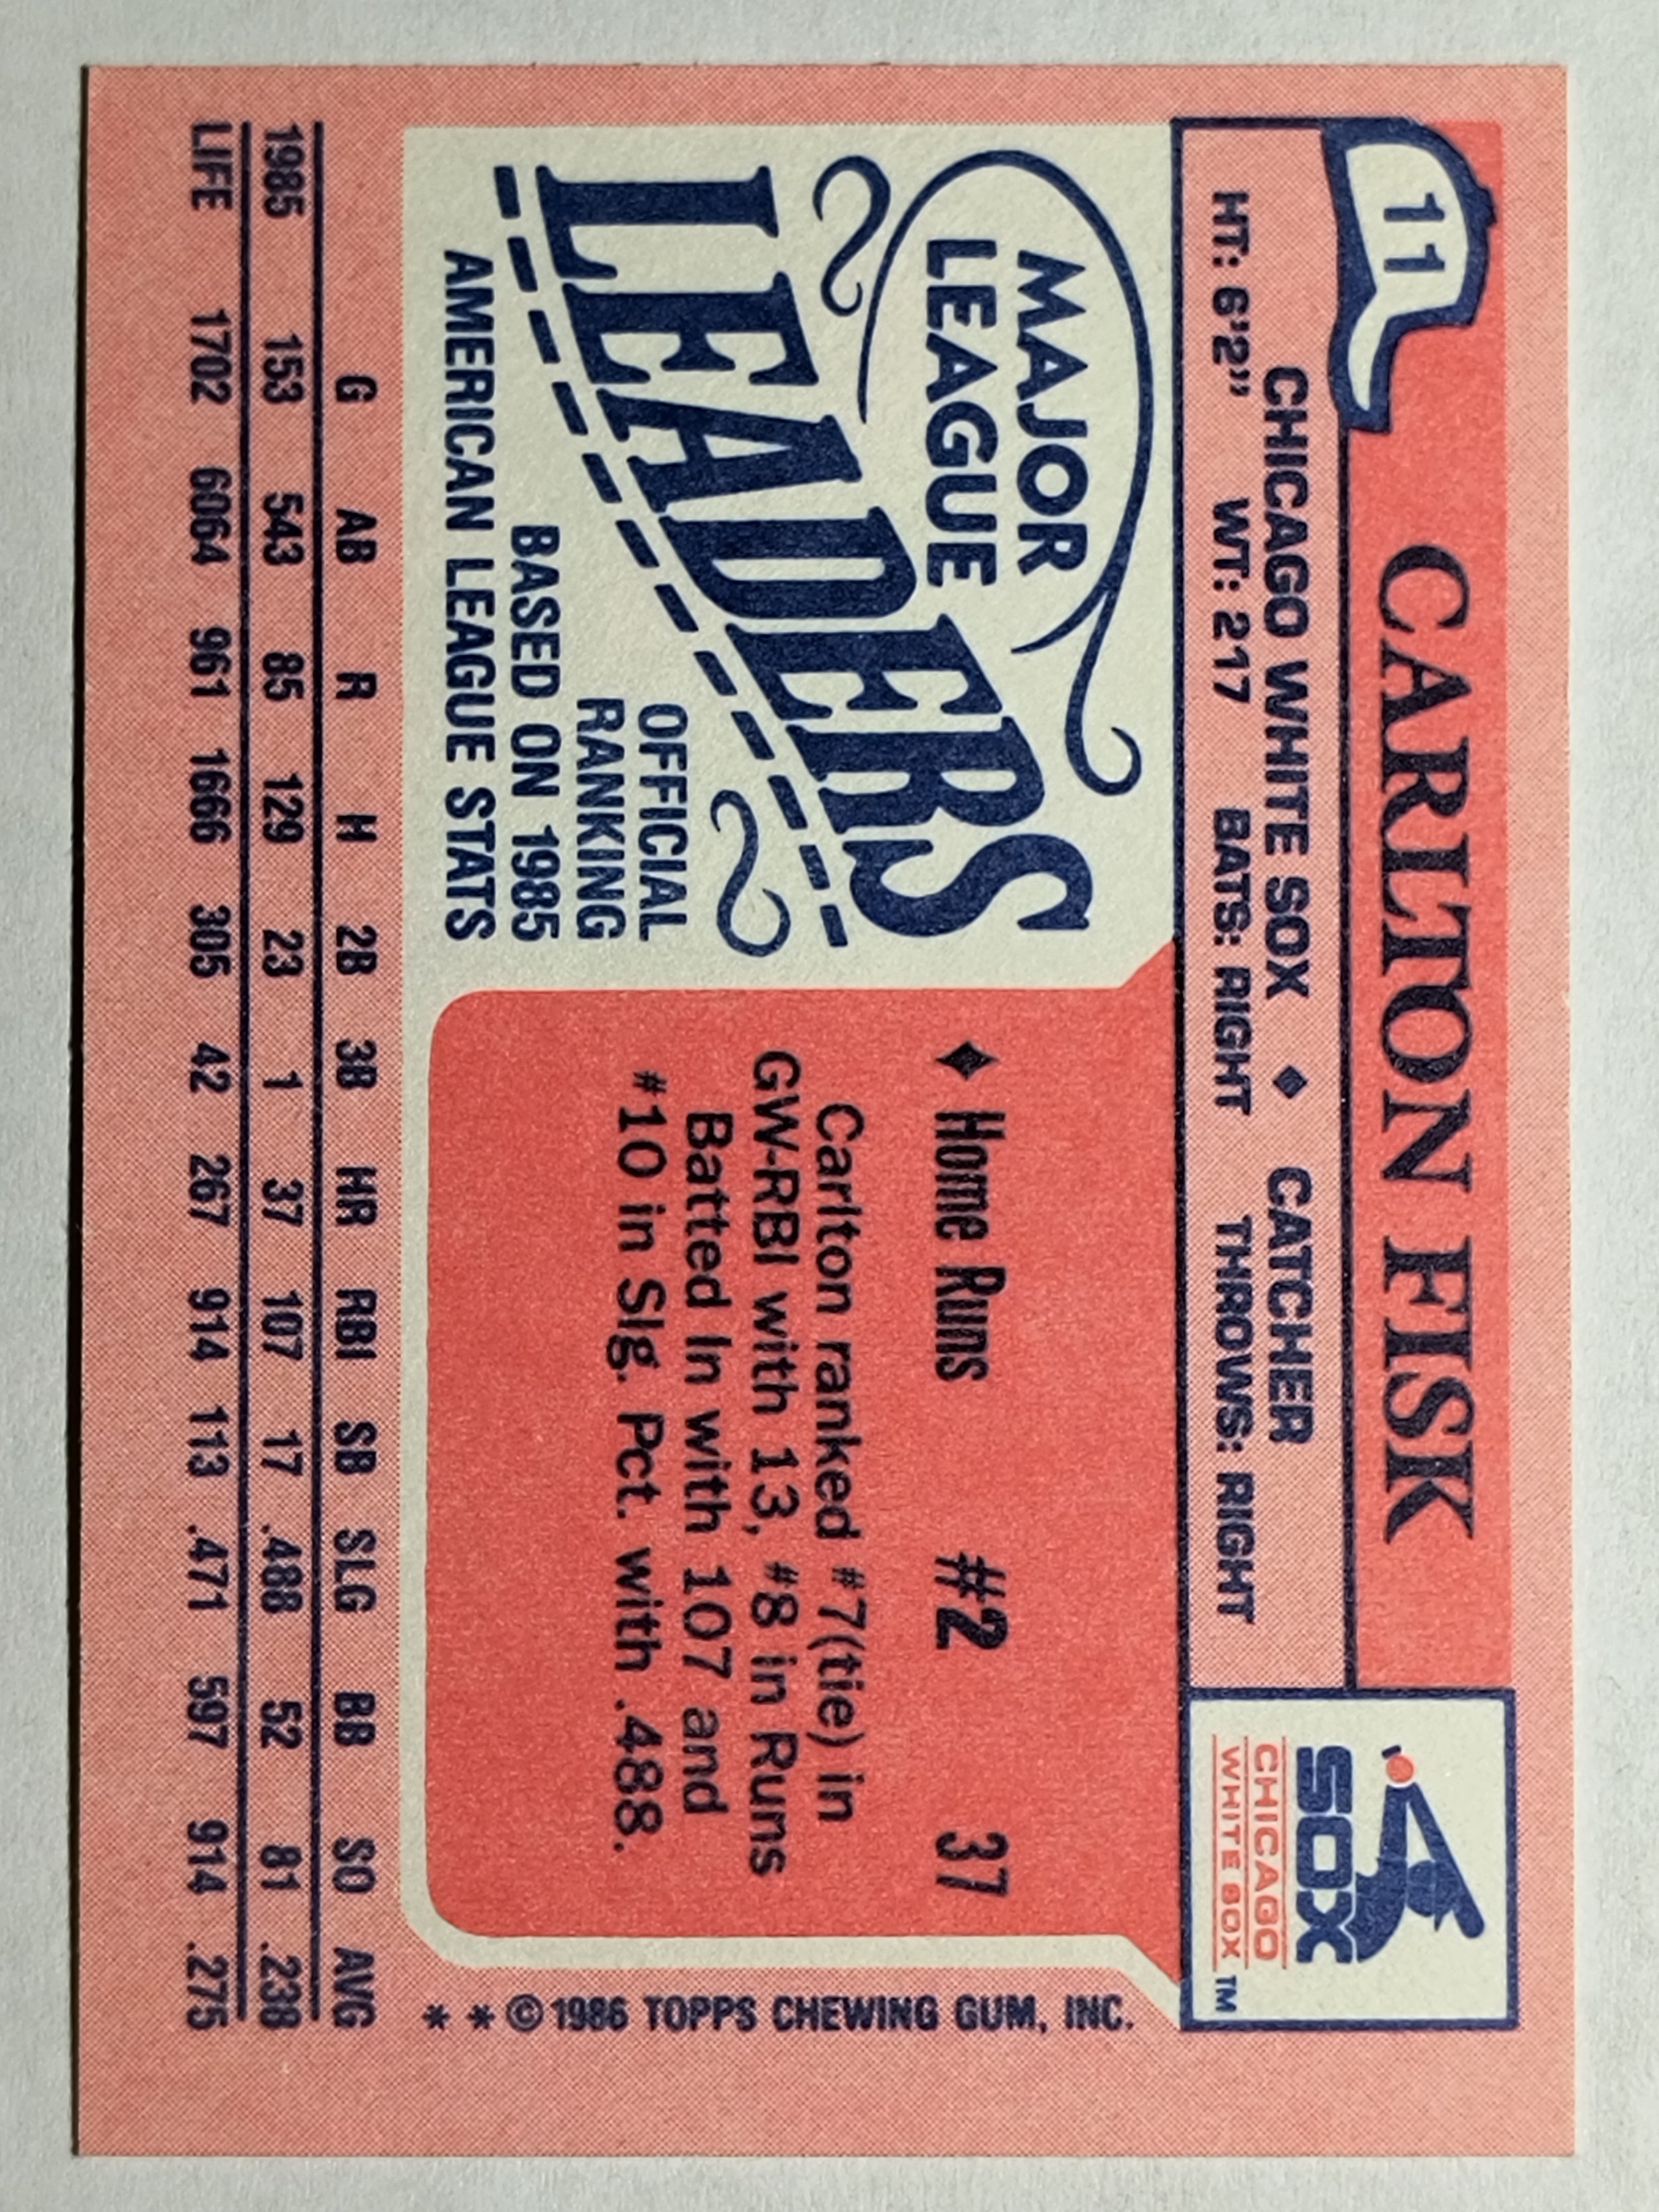 11
CARLTON FISK
CHICAGO WHITE SOX ♦ CATCHER
HT: 6'2" WT: 217 BATS: RIGHT THROWS: RIGHT
SOX
CHICAGO
WHITE SOX TM
MAJOR
LEAGUE
LEADERS
OFFICIAL
RANKING
BASED ON 1985
AMERICAN LEAGUE STATS
♦ Home Runs #2 37
Carlton ranked #7(tie) in
GW-RBI with 13, #8 in Runs
Batted In with 107 and
#10 in Slg. Pct. with .488.
* * © 1986 TOPPS CHEWING GUM, INC.
G AB R H 2B 3B HR RBI SB SLG BB SO AVG
1985 153 543 85 129 23 1 37 107 17 .488 52 81 .238
LIFE 1702 6064 961 1666 305 42 267 914 113 .471 597 914 .275